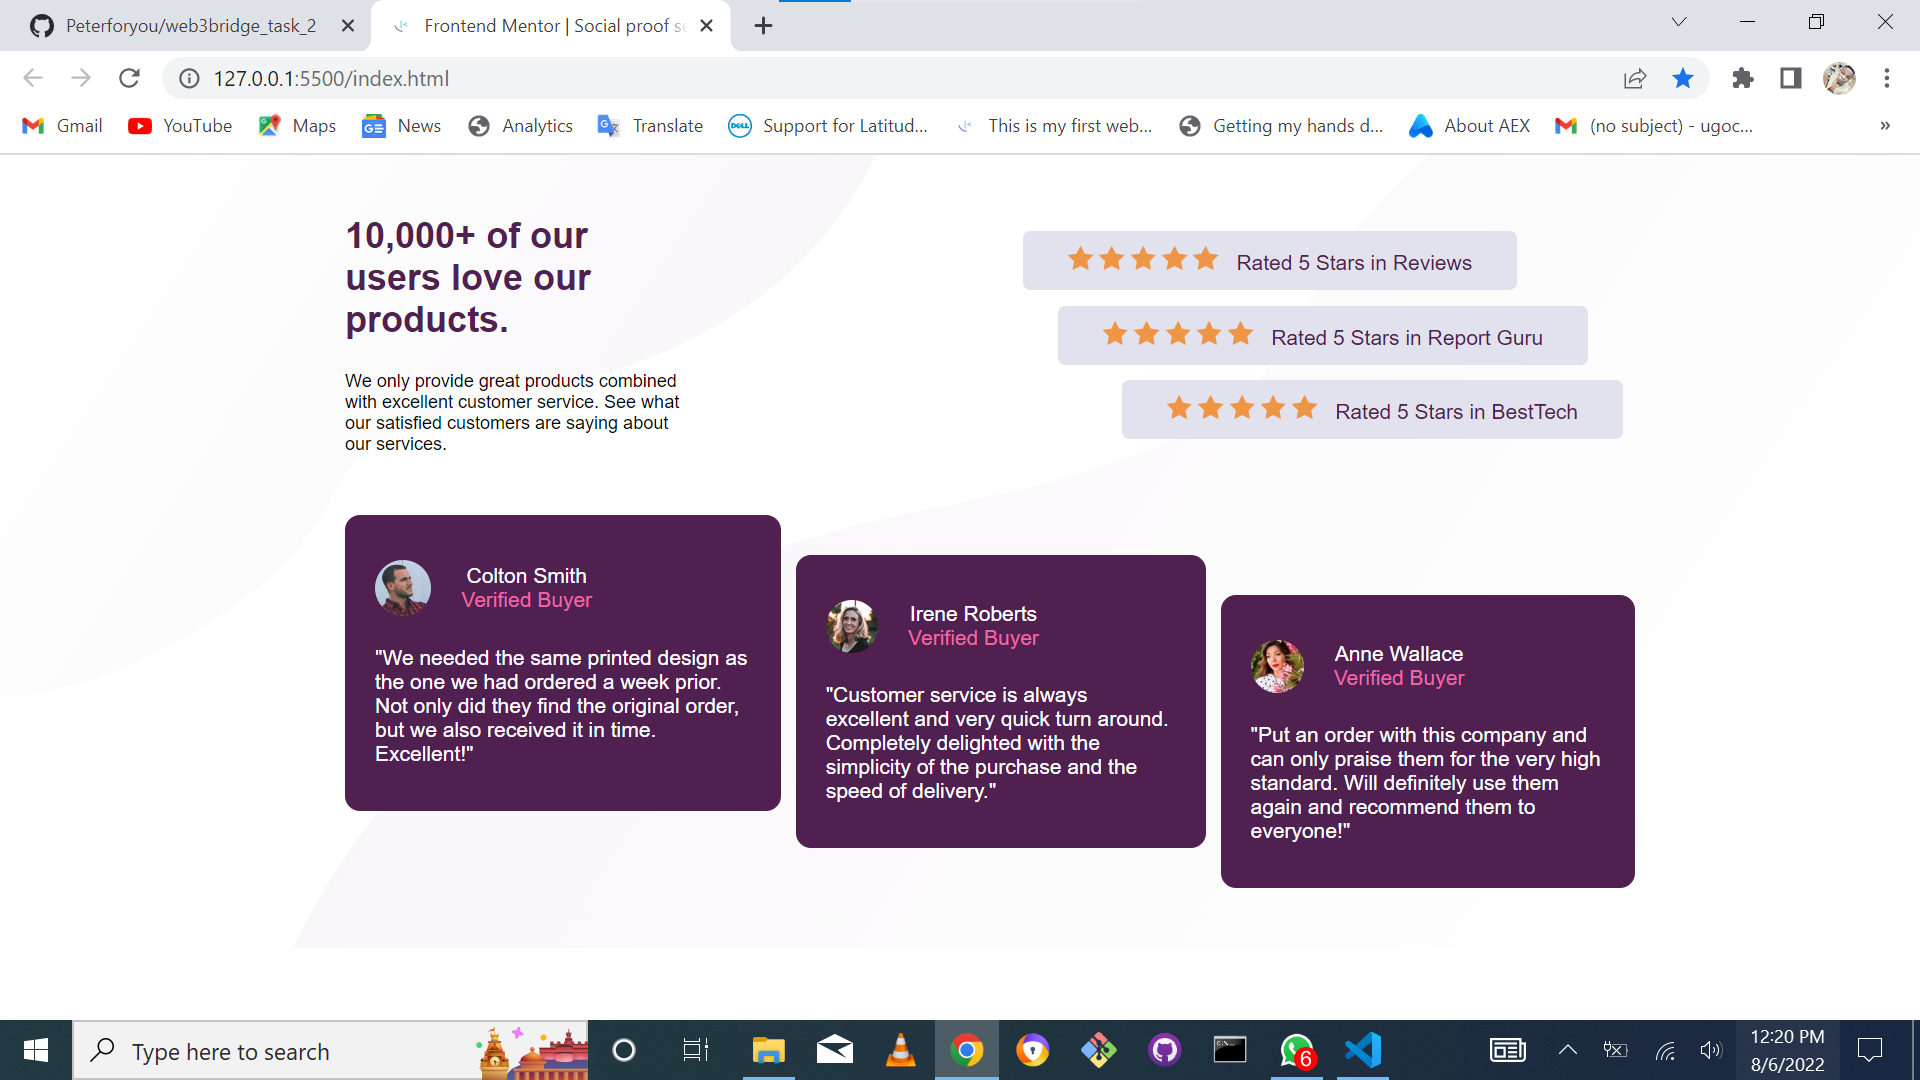 Peterforyou/web3bridge_task_2
Frontend Mentor | Social proof se
127.0.0.1:5500/index.html
Gmail
YouTube
Maps
News
Analytics
Translate
Support for Latitud...
This is my first web...
Getting my hands d...
About AEX
(no subject) - ugoc...
»
10,000+ of our
users love our
products.
We only provide great products combined
with excellent customer service. See what
our satisfied customers are saying about
our services.
Rated 5 Stars in Reviews
Rated 5 Stars in Report Guru
Rated 5 Stars in BestTech
Colton Smith
Verified Buyer
"We needed the same printed design as
the one we had ordered a week prior.
Not only did they find the original order,
but we also received it in time.
Excellent!"
Irene Roberts
Verified Buyer
"Customer service is always
excellent and very quick turn around.
Completely delighted with the
simplicity of the purchase and the
speed of delivery."
Anne Wallace
Verified Buyer
"Put an order with this company and
can only praise them for the very high
standard. Will definitely use them
again and recommend them to
everyone!"
Type here to search
6
12:20 PM
8/6/2022